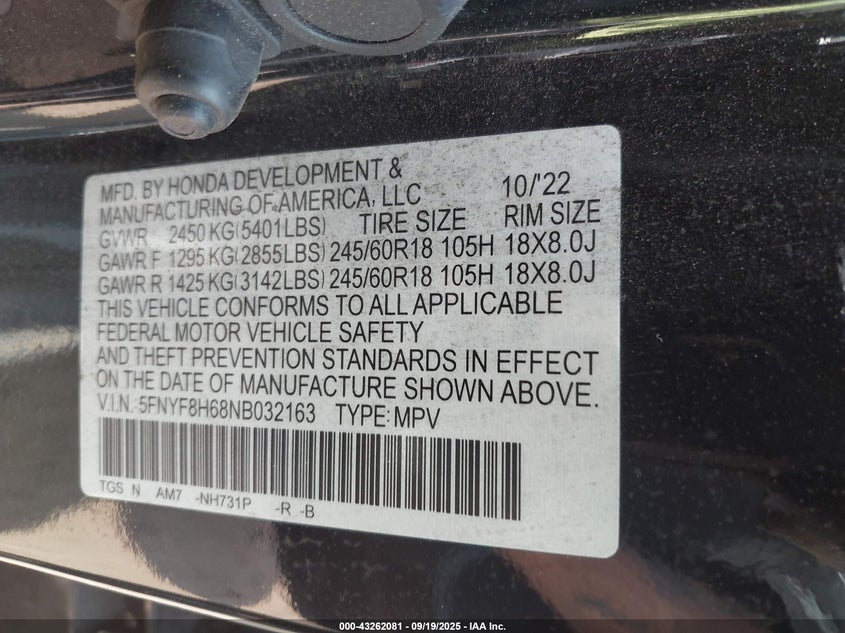 MFD. BY HONDA DEVELOPMENT &
MANUFACTURING OF AMERICA, LLC 10/'22
GVWR 2450 KG(5401LBS) TIRE SIZE RIM SIZE
GAWR F 1295 KG(2855LBS) 245/60R18 105H 18X8.0J
GAWR R 1425 KG(3142LBS) 245/60R18 105H 18X8.0J
THIS VEHICLE CONFORMS TO ALL APPLICABLE
FEDERAL MOTOR VEHICLE SAFETY
AND THEFT PREVENTION STANDARDS IN EFFECT
ON THE DATE OF MANUFACTURE SHOWN ABOVE.
V.I.N.: 5FNYF8H68NB032163 TYPE: MPV
TGS N AM7 -NH731P -R -B
000-43262081 - 09/19/2025 - IAA Inc.